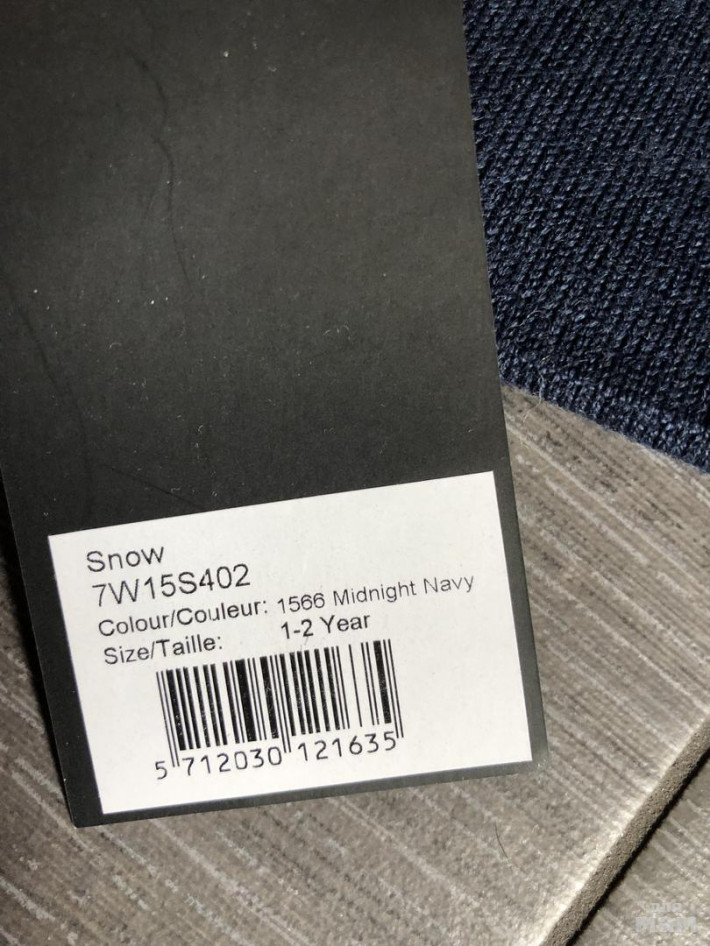 Snow
7W15S402
Colour/Couleur: 1566 Midnight Navy
Size/Taille: 1-2 Year
5 712030 121635